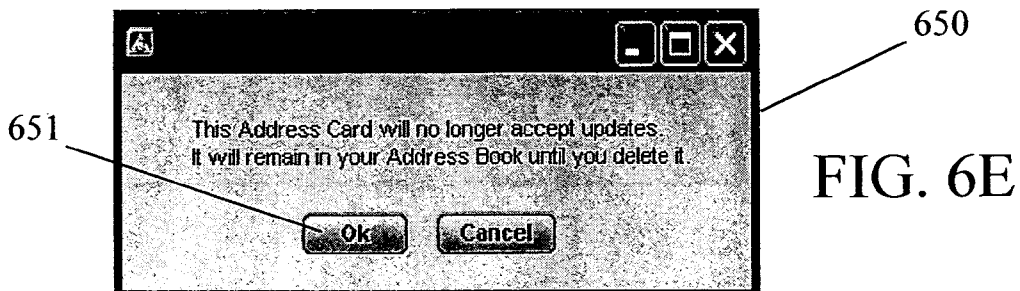 650
651
This Address Card will no longer accept updates.
It will remain in your Address Book until you delete it.
FIG. 6E
Ok Cancel